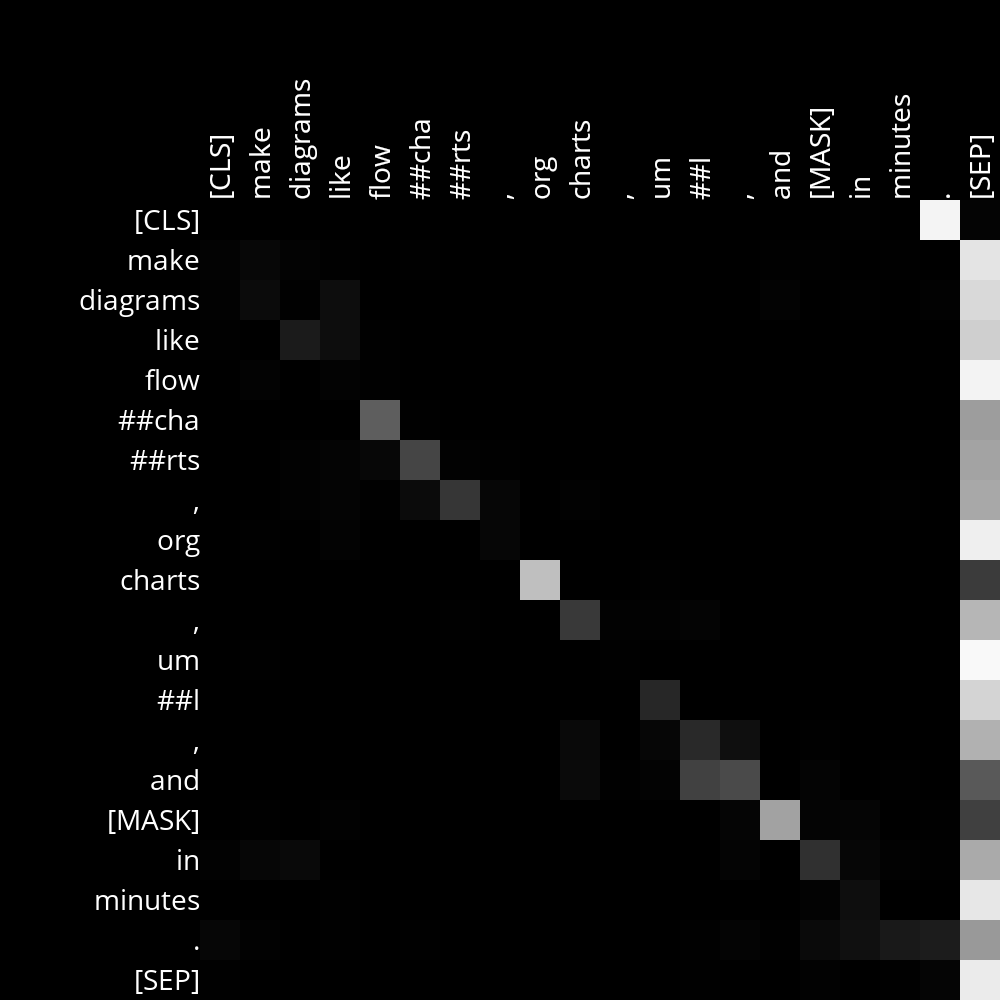 [CLS] make diagrams like flow ##cha ##rts , org charts , um ##l , and [MASK] in minutes . [SEP]
[CLS]
make
diagrams
like
flow
##cha
##rts
,
org
charts
,
um
##l
,
and
[MASK]
in
minutes
.
[SEP]